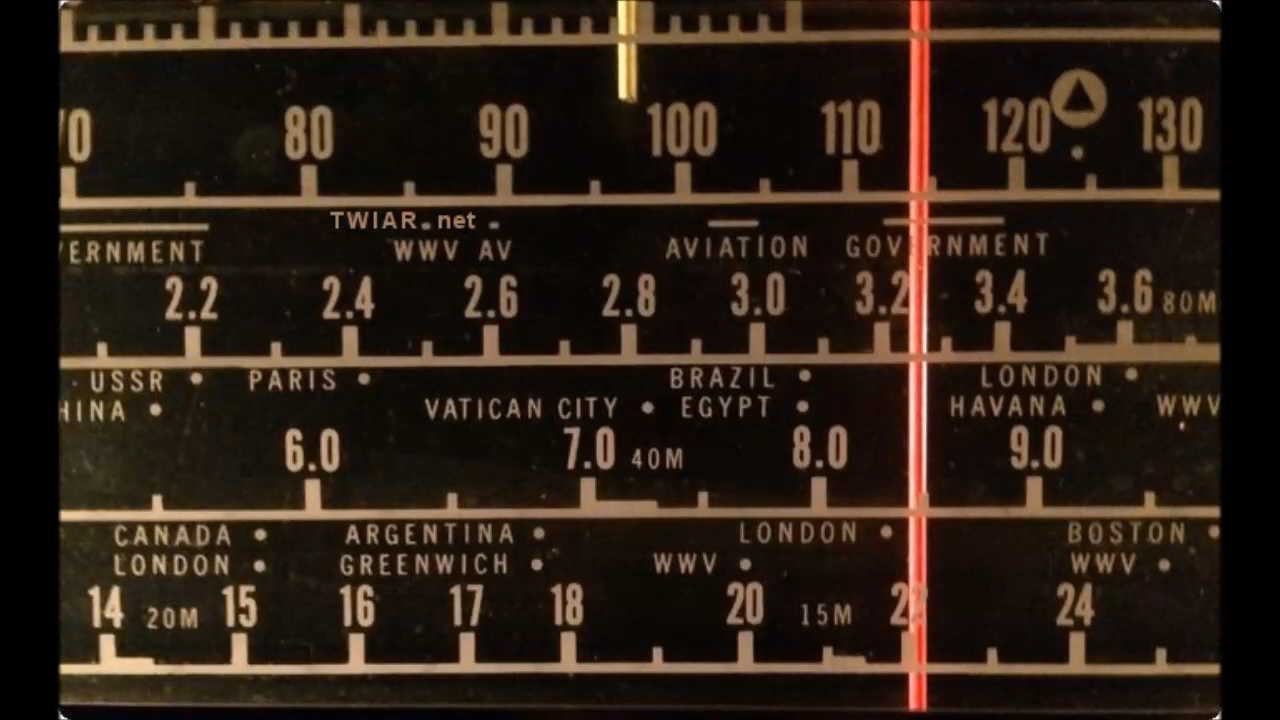 70 80 90 100 110 120 130
TWIAR.net
ERNMENT WWV AV AVIATION GOVERNMENT
2.2 2.4 2.6 2.8 3.0 3.2 3.4 3.6 80M
USSR PARIS BRAZIL LONDON
HINA VATICAN CITY EGYPT HAVANA WWV
6.0 7.0 40M 8.0 9.0
CANADA ARGENTINA LONDON BOSTON
LONDON GREENWICH WWV WWV
14 20M 15 16 17 18 20 15M 22 24